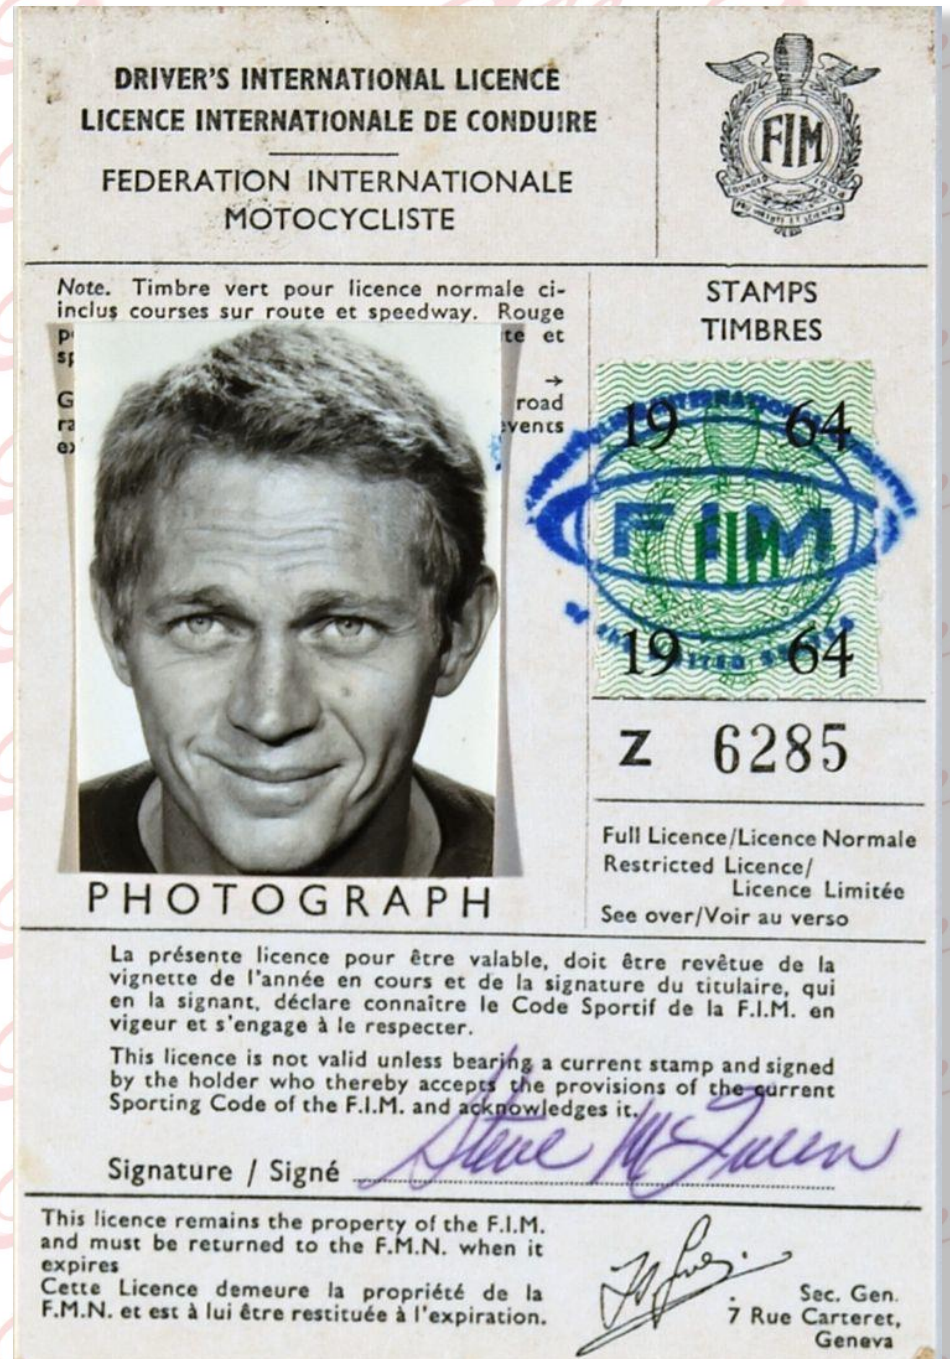 DRIVER'S INTERNATIONAL LICENCE
LICENCE INTERNATIONALE DE CONDUIRE
FEDERATION INTERNATIONALE
MOTOCYCLISTE
FIM
FOUNDED 1904
Note. Timbre vert pour licence normale ci-
inclus courses sur route et speedway. Rouge
te et
→
road
events
STAMPS
TIMBRES
19 64
FIM
FIM
19 64
Z 6285
Full Licence/Licence Normale
Restricted Licence/
Licence Limitée
See over/Voir au verso
PHOTOGRAPH
La présente licence pour être valable, doit être revêtue de la
vignette de l'année en cours et de la signature du titulaire, qui
en la signant, déclare connaître le Code Sportif de la F.I.M. en
vigeur et s'engage à le respecter.
This licence is not valid unless bearing a current stamp and signed
by the holder who thereby accepts the provisions of the current
Sporting Code of the F.I.M. and acknowledges it.
Signature / Signé Steve McQueen
This licence remains the property of the F.I.M.
and must be returned to the F.M.N. when it
expires
Cette Licence demeure la propriété de la
F.M.N. et est à lui être restituée à l'expiration.
Sec. Gen.
7 Rue Carteret,
Geneva